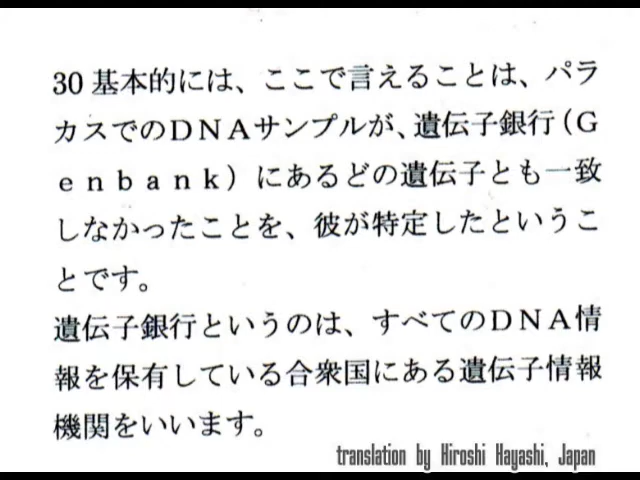 30 基本的には、ここで言えることは、パラ
カスでのＤＮＡサンプルが、遺伝子銀行（Ｇ
ｅｎｂａｎｋ）にあるどの遺伝子とも一致
しなかったことを、彼が特定したというこ
とです。
遺伝子銀行というのは、すべてのＤＮＡ情
報を保有している合衆国にある遺伝子情報
機関をいいます。
translation by Hiroshi Hayashi, Japan